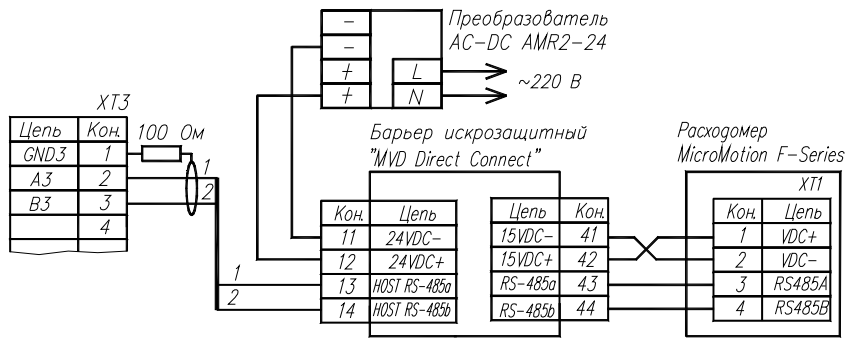 Преобразователь
AC-DC AMR2-24
-
-
+
+
L
N
~220 В
XT3
Цепь Кон.
GND3 1
A3 2
B3 3
4
100 Ом
1
2
1
2
Барьер искрозащитный
"MVD Direct Connect"
Кон. Цепь
11 24VDC-
12 24VDC+
13 HOST RS-485a
14 HOST RS-485b
Цепь Кон.
15VDC- 41
15VDC+ 42
RS-485a 43
RS-485b 44
Расходомер
MicroMotion F-Series
XT1
Кон. Цепь
1 VDC+
2 VDC-
3 RS485A
4 RS485B